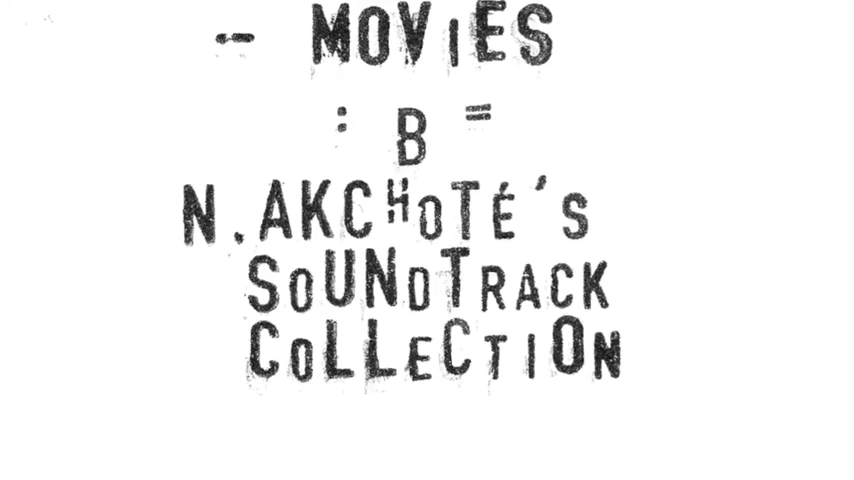 -- MOVIES
: B =
N.AKCHOTÉ'S
SOUNDTRACK
COLLECTION